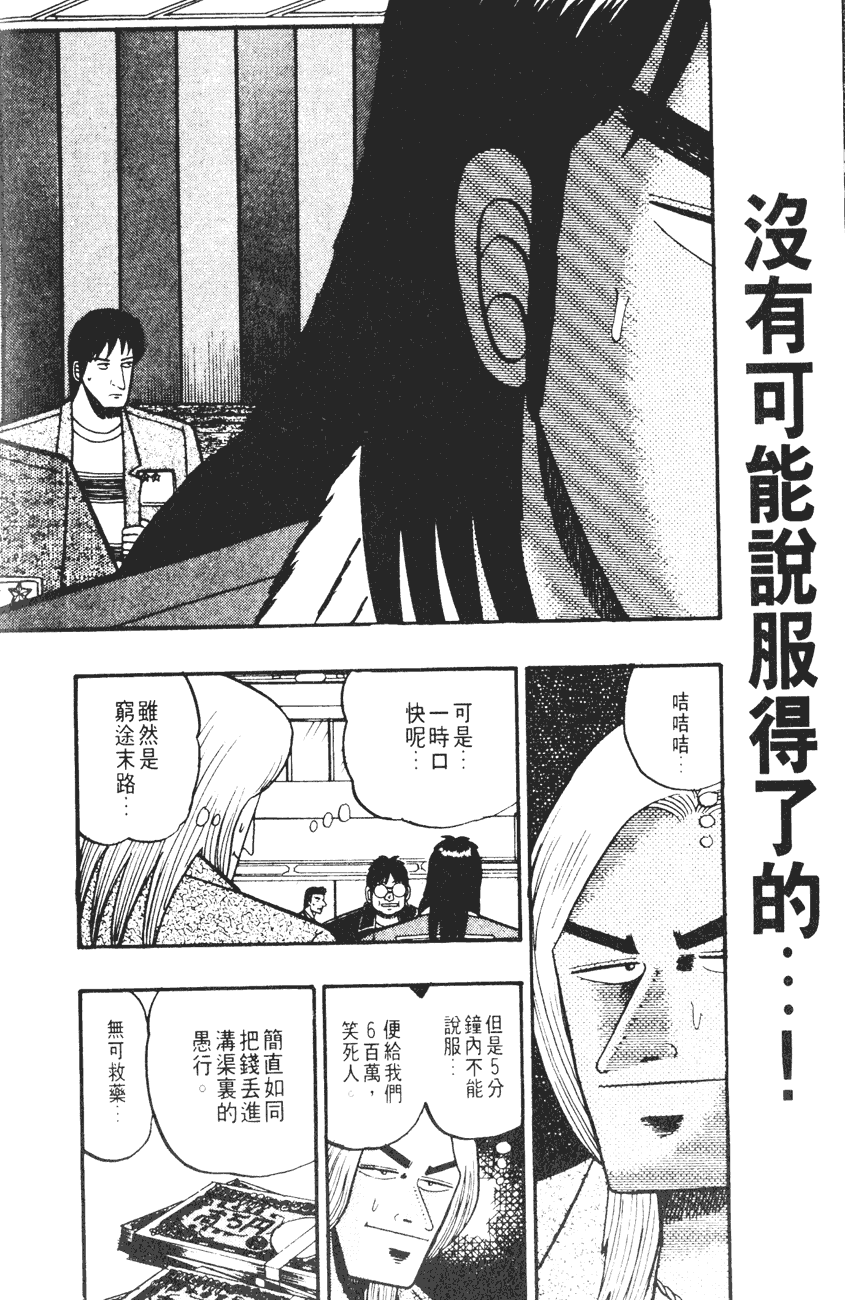 沒有可能說服得了的…！
咭咭咭…
可是…
一時口
快呢…
雖然是
窮途末路…
但是5分
鐘內不能
說服…
便給我們
6百萬，
笑死人。
簡直如同
把錢丟進
溝渠裏的
愚行。
無可救藥…